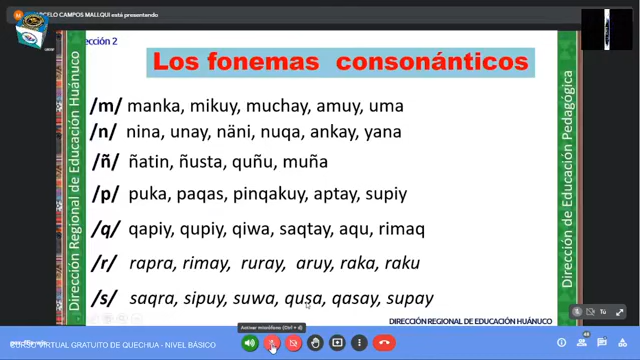 CAMPOS MALLQUI está presentando
ección 2
Los fonemas consonánticos
/m/ manka, mikuy, muchay, amuy, uma
/n/ nina, unay, näni, nuqa, ankay, yana
/ñ/ ñatin, ñusta, quñu, muña
/p/ puka, paqas, pinqakuy, aptay, supiy
/q/ qapiy, qupiy, qiwa, saqtay, aqu, rimaq
/r/ rapra, rimay, ruray, aruy, raka, raku
/s/ saqra, sipuy, suwa, qusa, qasay, supay
Dirección Regional de Educación Huánuco
Dirección de Educación Pedagógica
DIRECCIÓN REGIONAL DE EDUCACIÓN HUÁNUCO
Activar micrófono (Ctrl + d)
CURSO VIRTUAL GRATUITO DE QUECHUA - NIVEL BÁSICO
Tú
48